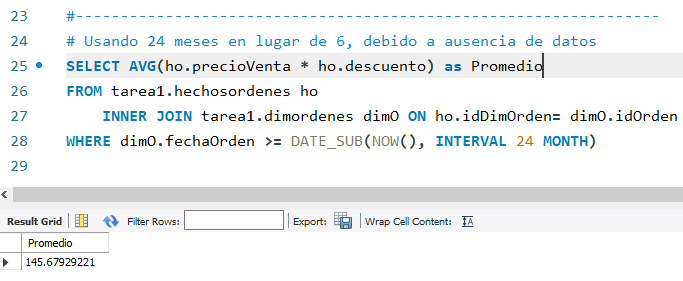 23 #---------------------------------------------------------------
24 # Usando 24 meses en lugar de 6, debido a ausencia de datos
25 SELECT AVG(ho.precioVenta * ho.descuento) as Promedio
26 FROM tarea1.hechosordenes ho
27 INNER JOIN tarea1.dimordenes dimO ON ho.idDimOrden= dimO.idOrden
28 WHERE dimO.fechaOrden >= DATE_SUB(NOW(), INTERVAL 24 MONTH)
29
Result Grid Filter Rows: Export: Wrap Cell Content:
Promedio
145.67929221